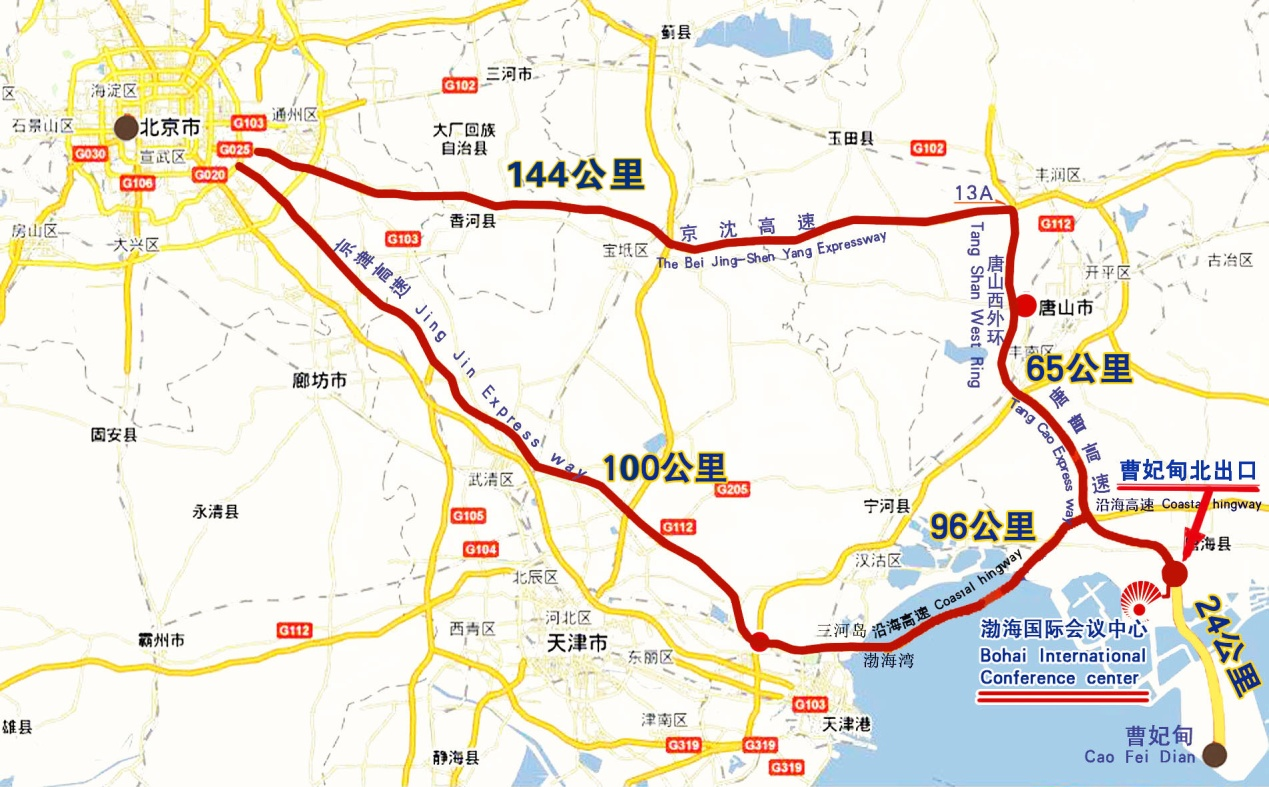 蓟县
三河市
G102
海淀区
区
石景山区
北京市
G103
通州区
大厂回族
自治县
玉田县
G102
G030
宣武区
G025
G020
G106
144公里
13A
丰润区
G112
香河县
G103
房山区
大兴区
宝坻区
京沈高速
The Bei Jing-Shen Yang Expressway
唐山西外环
Tang Shan West Ring
开平区
古冶区
唐山市
丰南区
65公里
京津高速 Jing Jin Express way
廊坊市
固安县
唐曹高速
Tang Cao Express way
武清区
100公里
G205
曹妃甸北出口
沿海高速 Coastal hingway
永清县
G105
G112
宁河县
96公里
海县
G104
北辰区
汉沽区
河北区
西青区
天津市
霸州市
G112
东丽区
三河岛
沿海高速 Coasial hingway
渤海湾
渤海国际会议中心
Bohai International
Conference center
24公里
G103
天津港
津南区
雄县
静海县
G319
G319
G319
曹妃甸
Cao Fei Dian